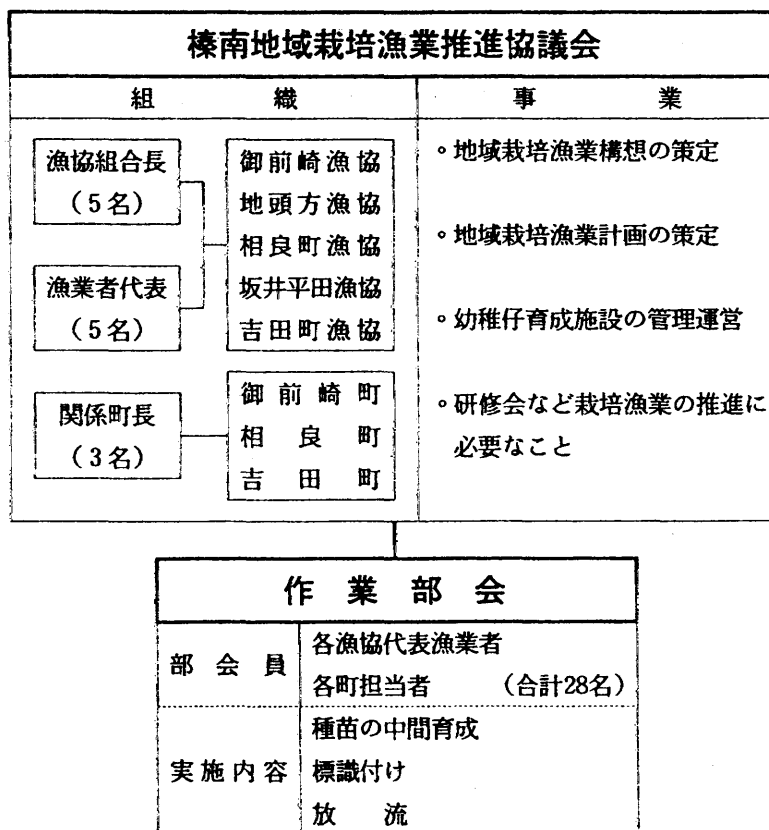 榛南地域栽培漁業推進協議会
組織
事業
漁協組合長
（5名）
漁業者代表
（5名）
御前崎漁協
地頭方漁協
相良町漁協
坂井平田漁協
吉田町漁協
関係町長
（3名）
御前崎町
相良町
吉田町
◦地域栽培漁業構想の策定
◦地域栽培漁業計画の策定
◦幼稚仔育成施設の管理運営
◦研修会など栽培漁業の推進に
必要なこと
作業部会
部会員
各漁協代表漁業者
各町担当者　（合計28名）
実施内容
種苗の中間育成
標識付け
放流